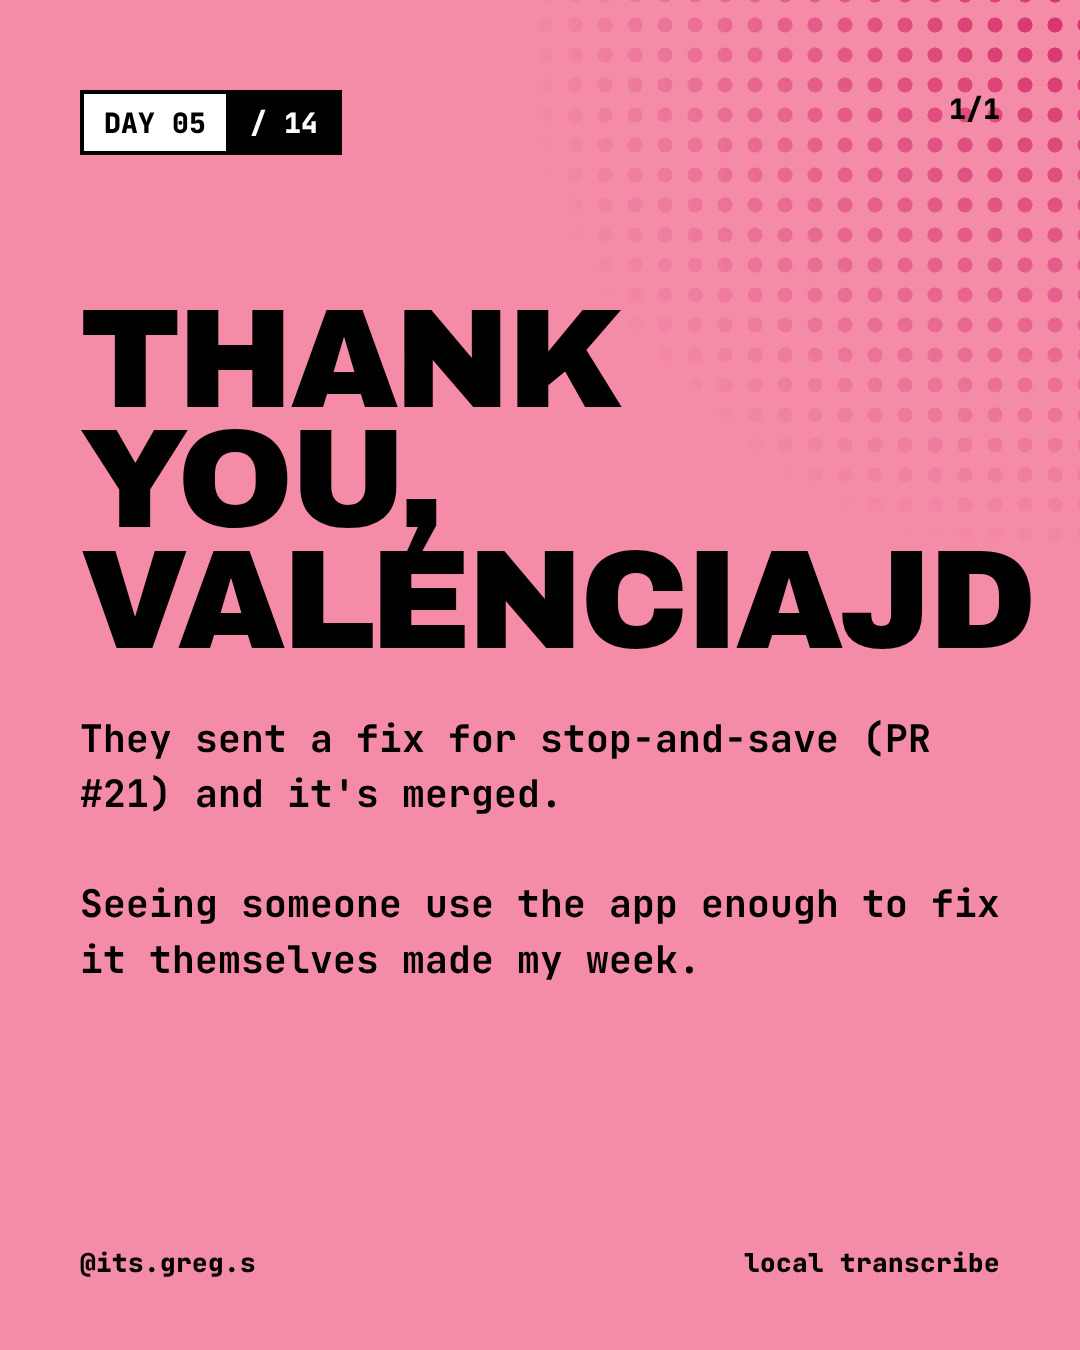 DAY 05 / 14
1/1
THANK
YOU,
VALENCIAJD
They sent a fix for stop-and-save (PR
#21) and it's merged.
Seeing someone use the app enough to fix
it themselves made my week.
@its.greg.s
local transcribe